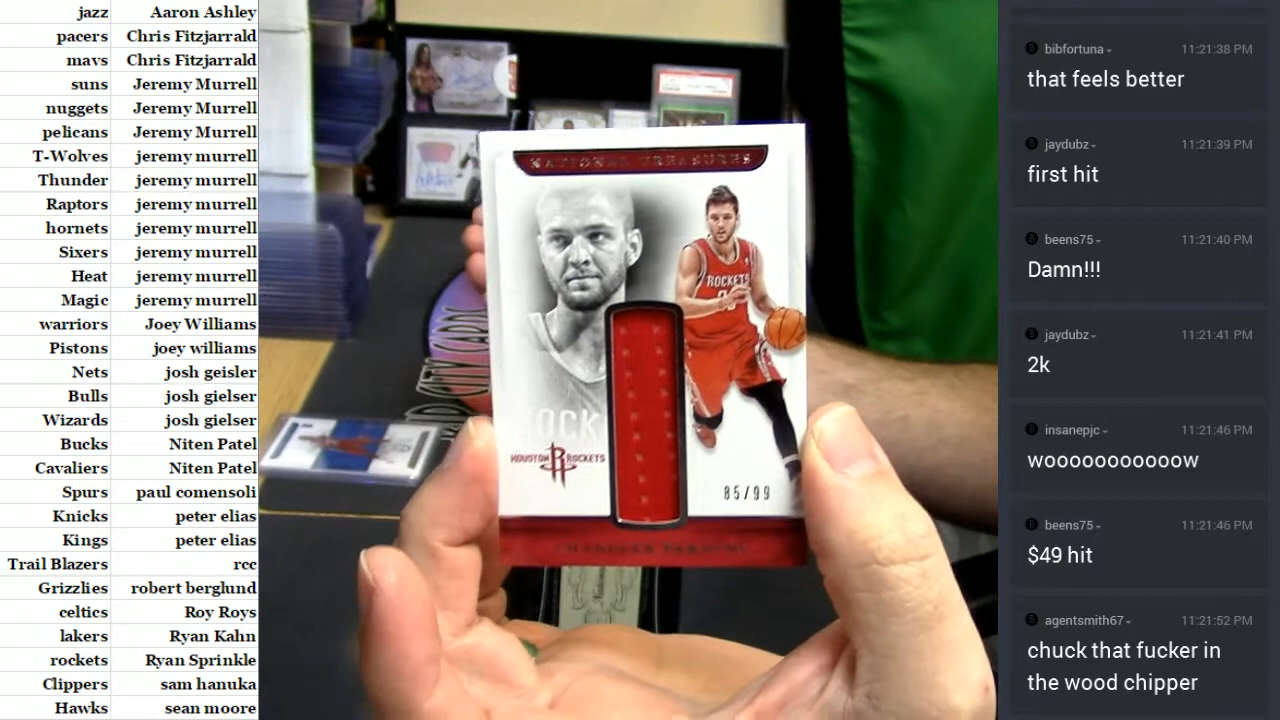 jazz Aaron Ashley
pacers Chris Fitzjarrald
mavs Chris Fitzjarrald
suns Jeremy Murrell
nuggets Jeremy Murrell
pelicans Jeremy Murrell
T-Wolves jeremy murrell
Thunder jeremy murrell
Raptors jeremy murrell
hornets jeremy murrell
Sixers jeremy murrell
Heat jeremy murrell
Magic jeremy murrell
warriors Joey Williams
Pistons joey williams
Nets josh geisler
Bulls josh gielser
Wizards josh gielser
Bucks Niten Patel
Cavaliers Niten Patel
Spurs paul comensoli
Knicks peter elias
Kings peter elias
Trail Blazers rcc
Grizzlies robert berglund
celtics Roy Roys
lakers Ryan Kahn
rockets Ryan Sprinkle
Clippers sam hanuka
Hawks sean moore
NATIONAL TREASURES
ROCKETS
OCK
HOUSTON R ROCKETS
85/99
CHANDLER PARSONS
CITY CARDS
bibfortuna 11:21:38 PM
that feels better
jaydubz 11:21:39 PM
first hit
beens75 11:21:40 PM
Damn!!!
jaydubz 11:21:41 PM
2k
insanepjc 11:21:46 PM
wooooooooooow
beens75 11:21:46 PM
$49 hit
agentsmith67 11:21:52 PM
chuck that fucker in
the wood chipper